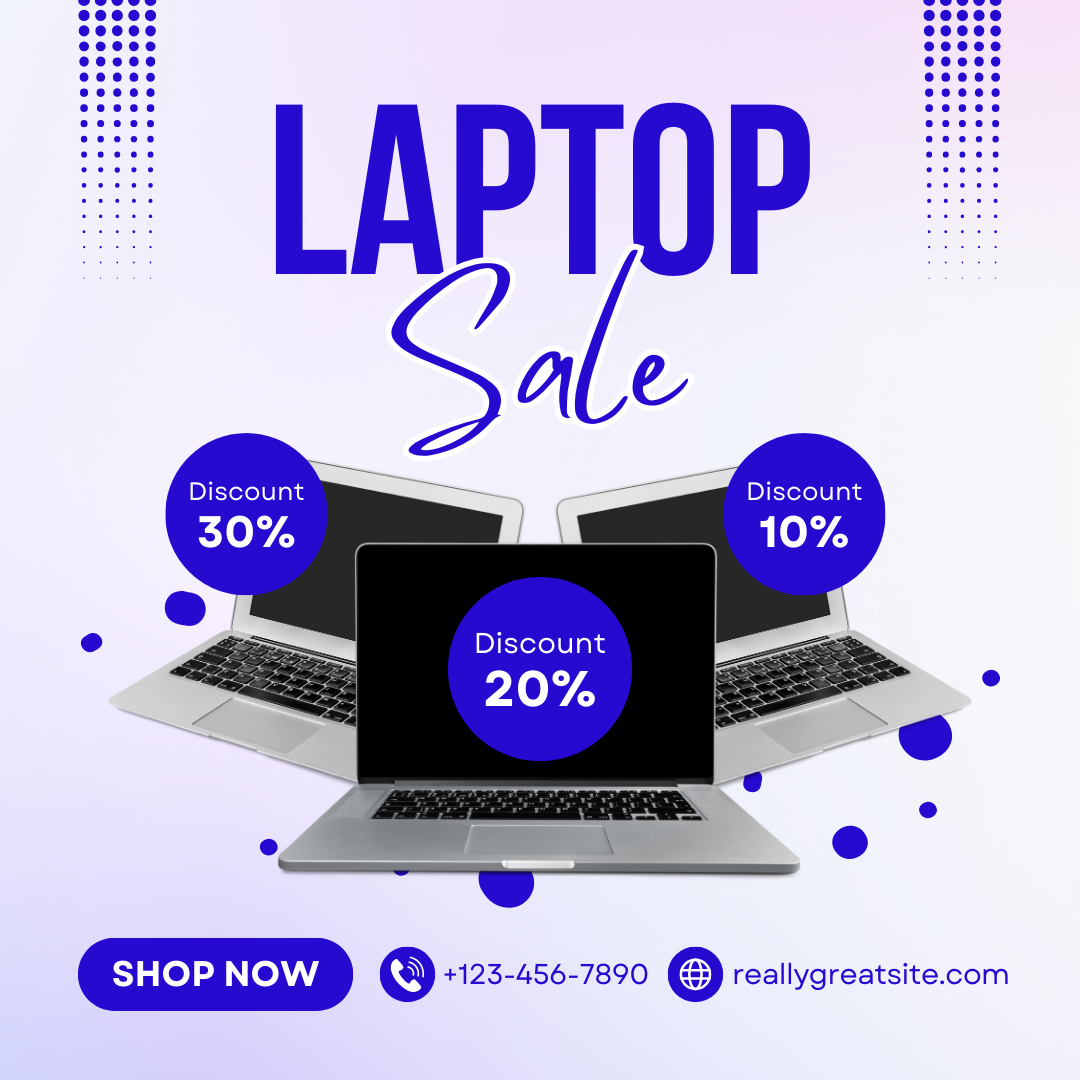 LAPTOP
Sale
Discount
30%
Discount
10%
Discount
20%
SHOP NOW
+123-456-7890
reallygreatsite.com